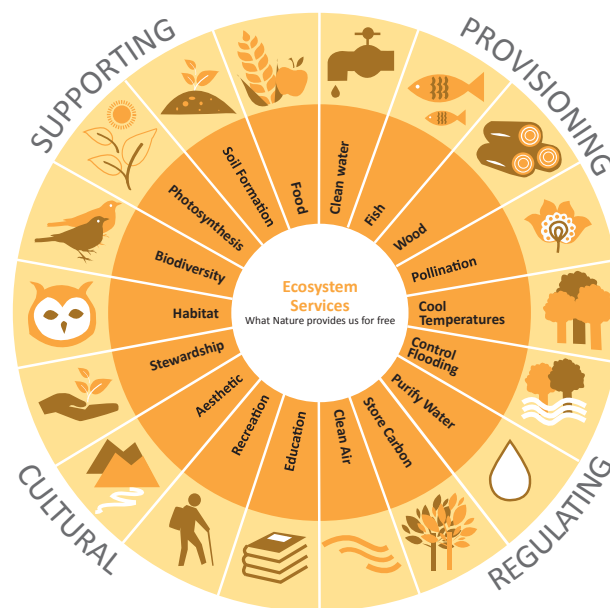 SUPPORTING
PROVISIONING
REGULATING
CULTURAL
Ecosystem
Services
What Nature provides us for free
Food
Clean water
Fish
Wood
Pollination
Cool
Temperatures
Control
Flooding
Purify Water
Store Carbon
Clean Air
Education
Recreation
Aesthetic
Stewardship
Habitat
Biodiversity
Photosynthesis
Soil Formation